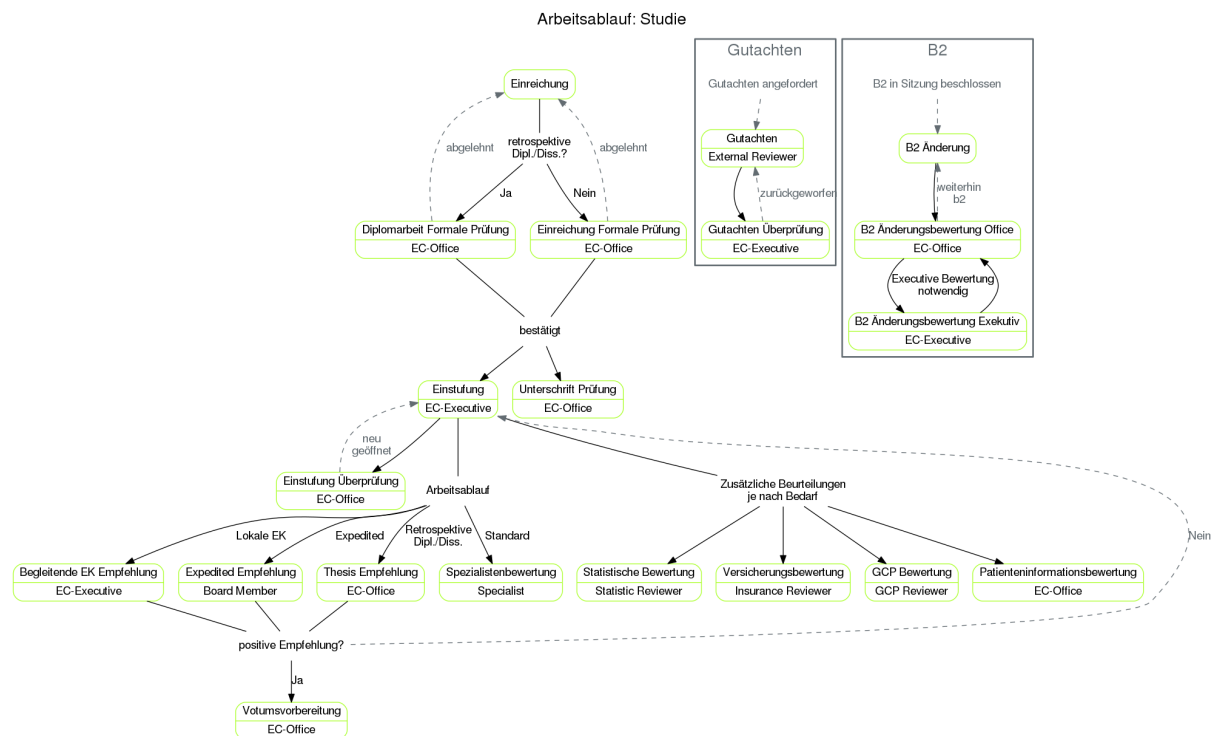 Arbeitsablauf: Studie
Gutachten
B2
Einreichung
Gutachten angefordert
B2 in Sitzung beschlossen
retrospektive
Dipl./Diss.?
abgelehnt
abgelehnt
Gutachten
External Reviewer
B2 Änderung
Ja
Nein
zurückgeworfen
weiterhin
b2
Diplomarbeit Formale Prüfung
EC-Office
Einreichung Formale Prüfung
EC-Office
Gutachten Überprüfung
EC-Executive
B2 Änderungsbewertung Office
EC-Office
Executive Bewertung
notwendig
bestätigt
B2 Änderungsbewertung Exekutiv
EC-Executive
Einstufung
EC-Executive
Unterschrift Prüfung
EC-Office
neu
geöffnet
Einstufung Überprüfung
EC-Office
Arbeitsablauf
Zusätzliche Beurteilungen
je nach Bedarf
Lokale EK
Expedited
Retrospektive
Dipl./Diss.
Standard
Nein
Begleitende EK Empfehlung
EC-Executive
Expedited Empfehlung
Board Member
Thesis Empfehlung
EC-Office
Spezialistenbewertung
Specialist
Statistische Bewertung
Statistic Reviewer
Versicherungsbewertung
Insurance Reviewer
GCP Bewertung
GCP Reviewer
Patienteninformationsbewertung
EC-Office
positive Empfehlung?
Ja
Votumsvorbereitung
EC-Office